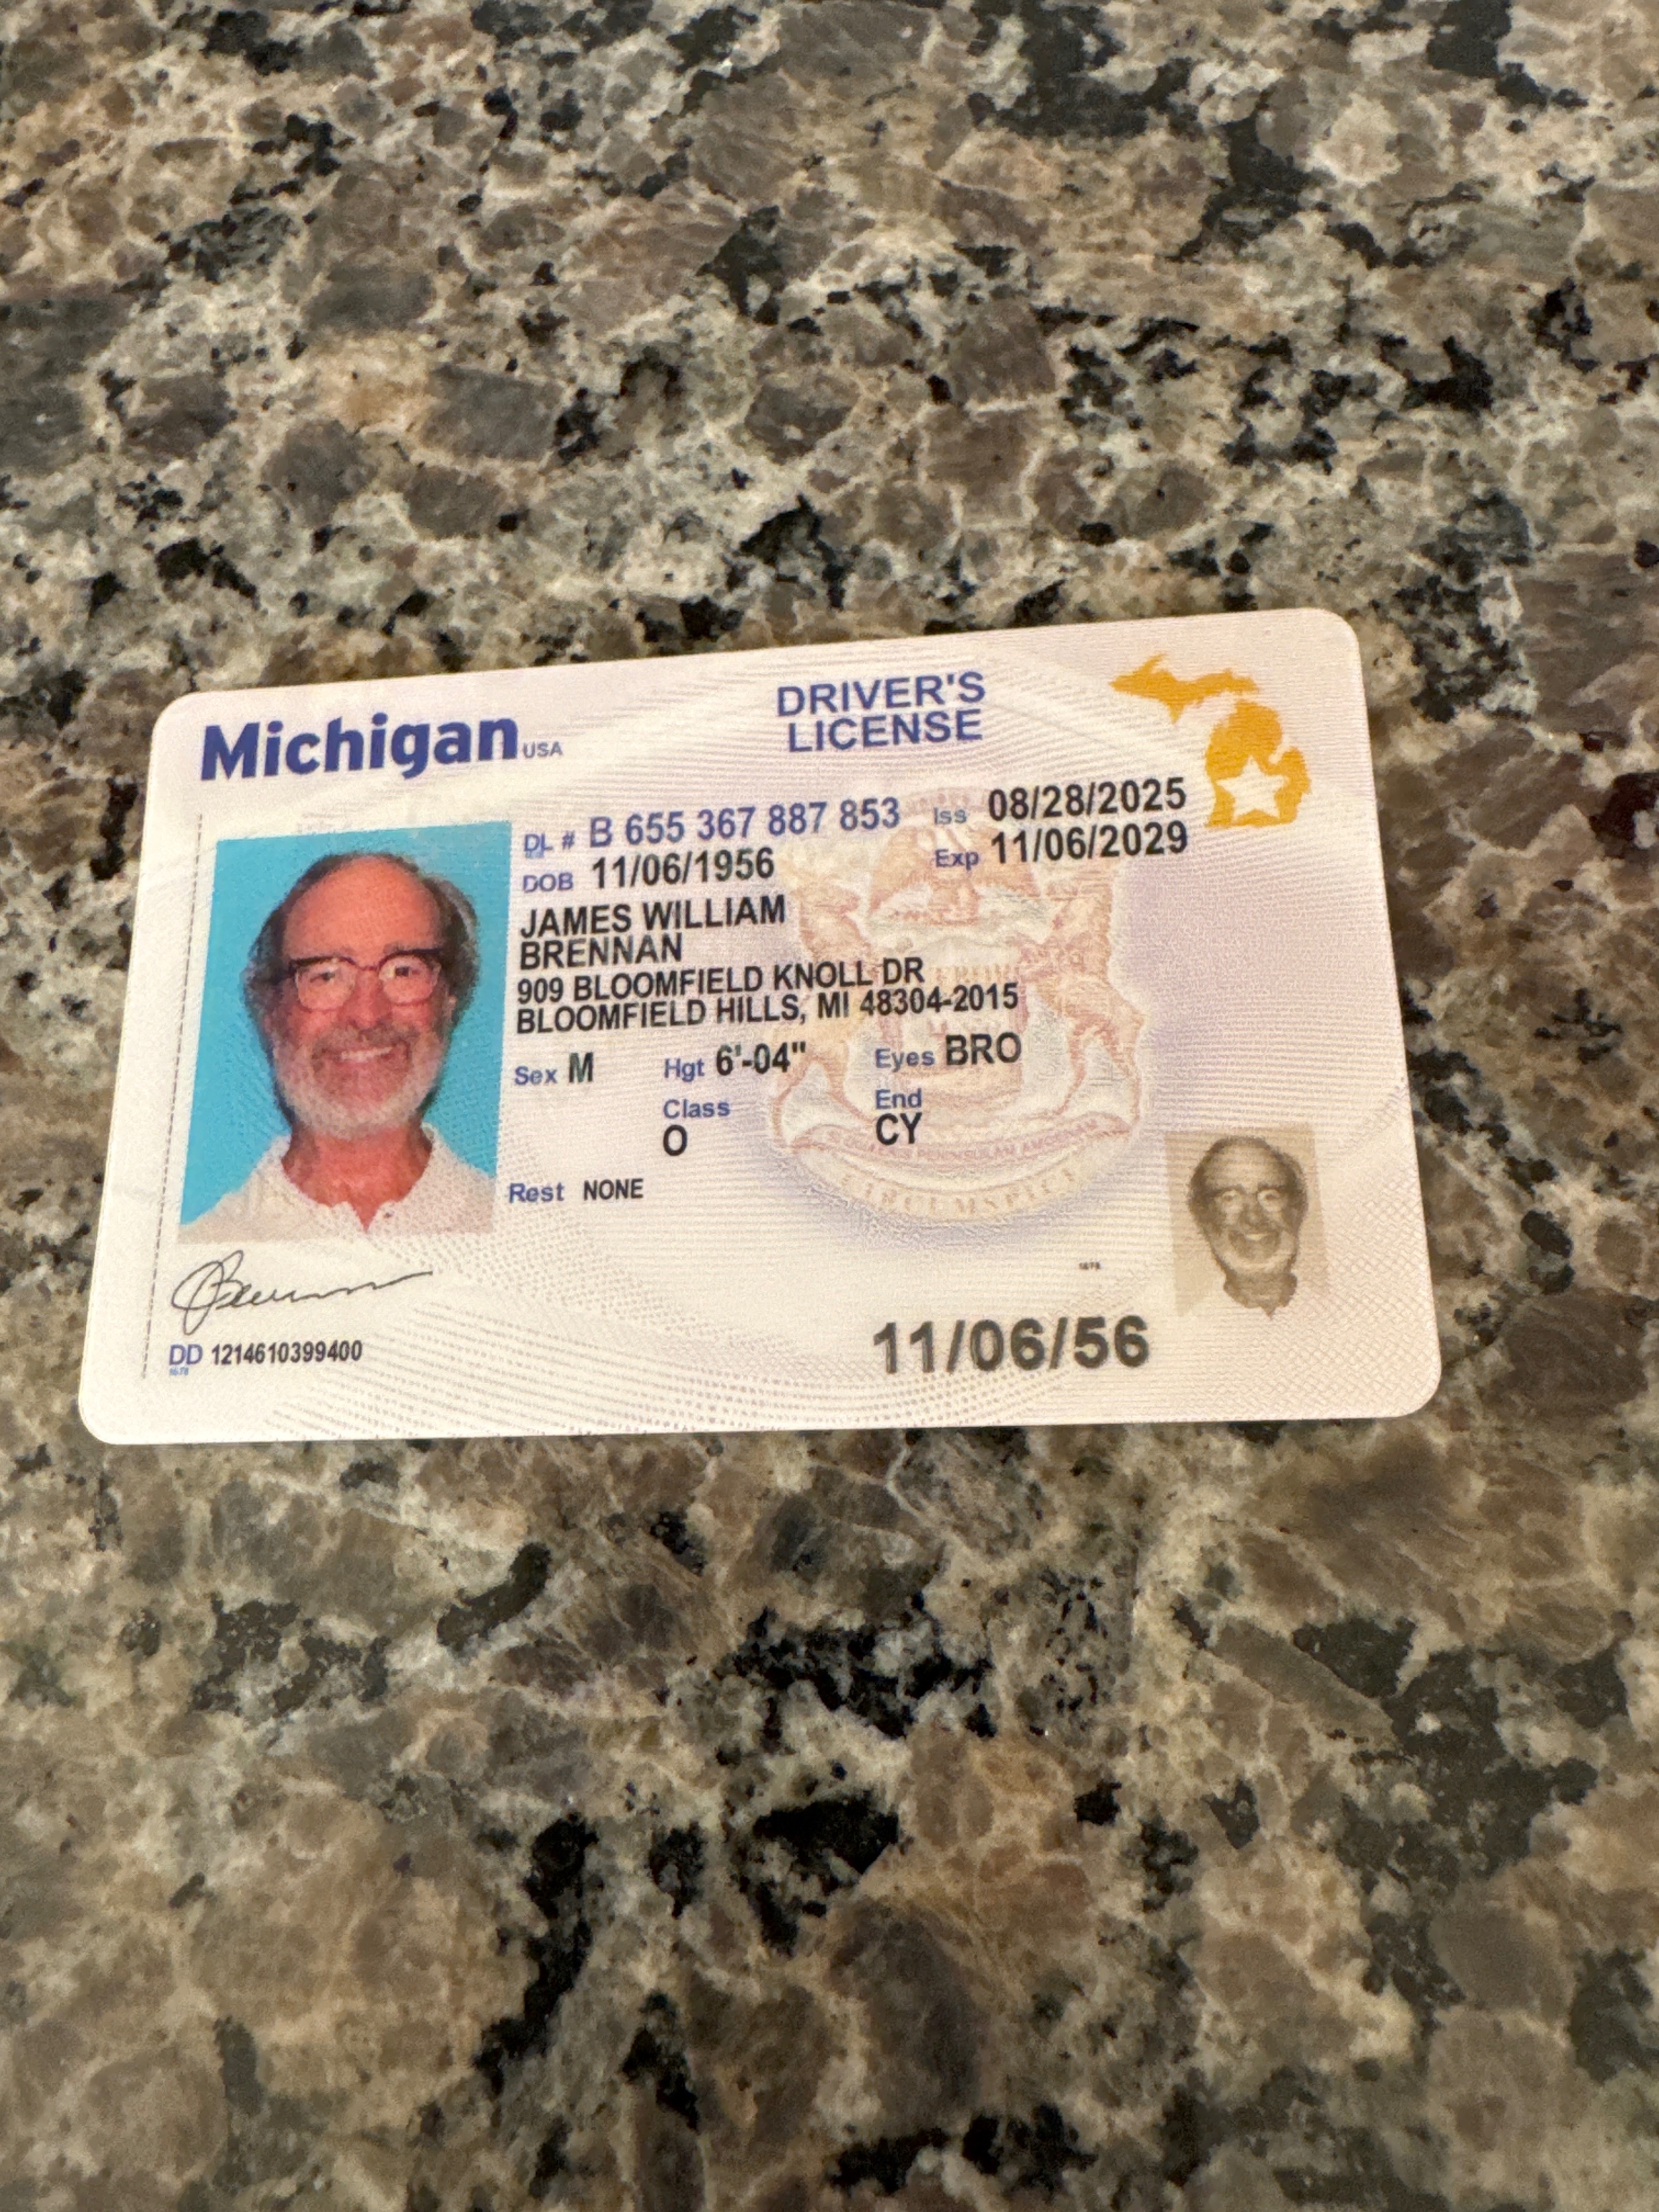 Michigan USA
DRIVER'S
LICENSE
DL # B 655 367 887 853
Iss 08/28/2025
DOB 11/06/1956
Exp 11/06/2029
JAMES WILLIAM
BRENNAN
909 BLOOMFIELD KNOLL DR
BLOOMFIELD HILLS, MI 48304-2015
Sex M Hgt 6'-04" Eyes BRO
Class End
O CY
Rest NONE
DD 1214610399400
11/06/56